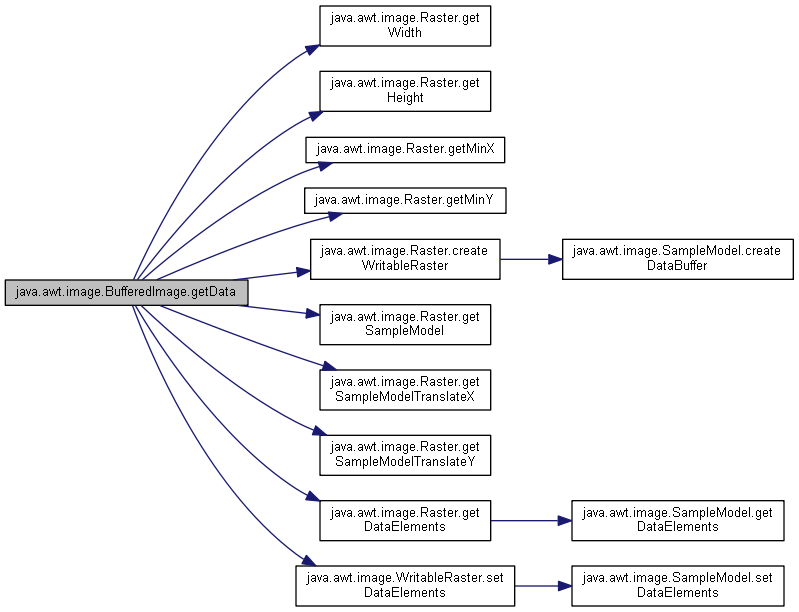 java.awt.image.Raster.get
Width
java.awt.image.Raster.get
Height
java.awt.image.Raster.getMinX
java.awt.image.Raster.getMinY
java.awt.image.Raster.create
WritableRaster
java.awt.image.SampleModel.create
DataBuffer
java.awt.image.BufferedImage.getData
java.awt.image.Raster.get
SampleModel
java.awt.image.Raster.get
SampleModelTranslateX
java.awt.image.Raster.get
SampleModelTranslateY
java.awt.image.Raster.get
DataElements
java.awt.image.SampleModel.get
DataElements
java.awt.image.WritableRaster.set
DataElements
java.awt.image.SampleModel.set
DataElements